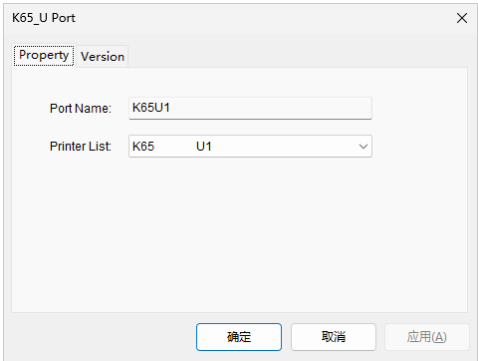 K65_U Port
Property Version
Port Name: K65U1
Printer List: K65 U1
确定 取消 应用(A)